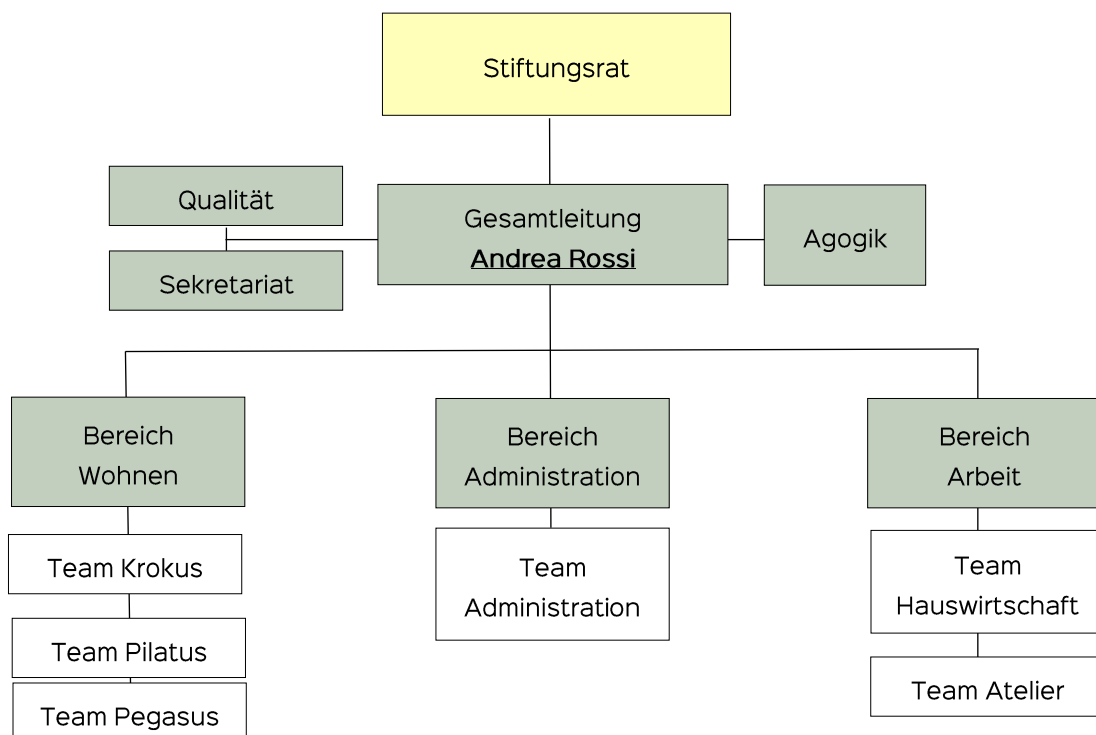 Stiftungsrat
Qualität
Sekretariat
Gesamtleitung
Andrea Rossi
Agogik
Bereich
Wohnen
Team Krokus
Team Pilatus
Team Pegasus
Bereich
Administration
Team
Administration
Bereich
Arbeit
Team
Hauswirtschaft
Team Atelier